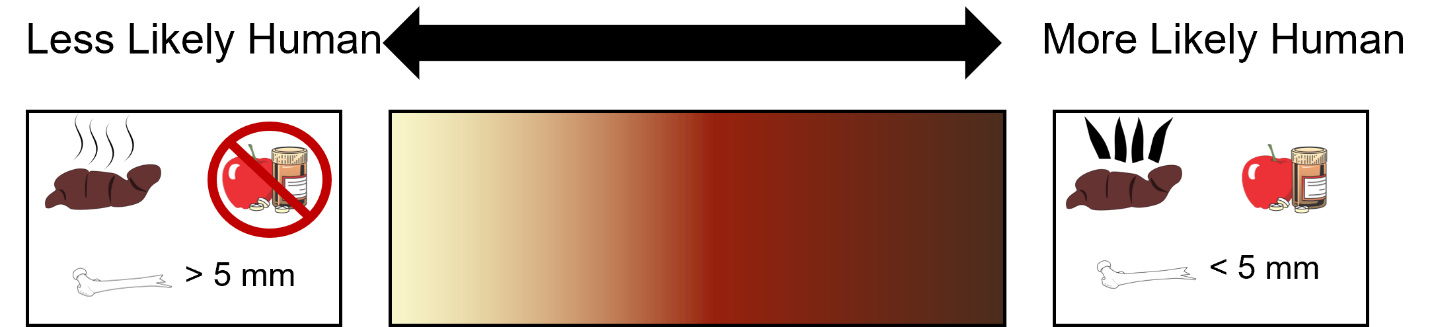 Less Likely Human
More Likely Human
> 5 mm
< 5 mm